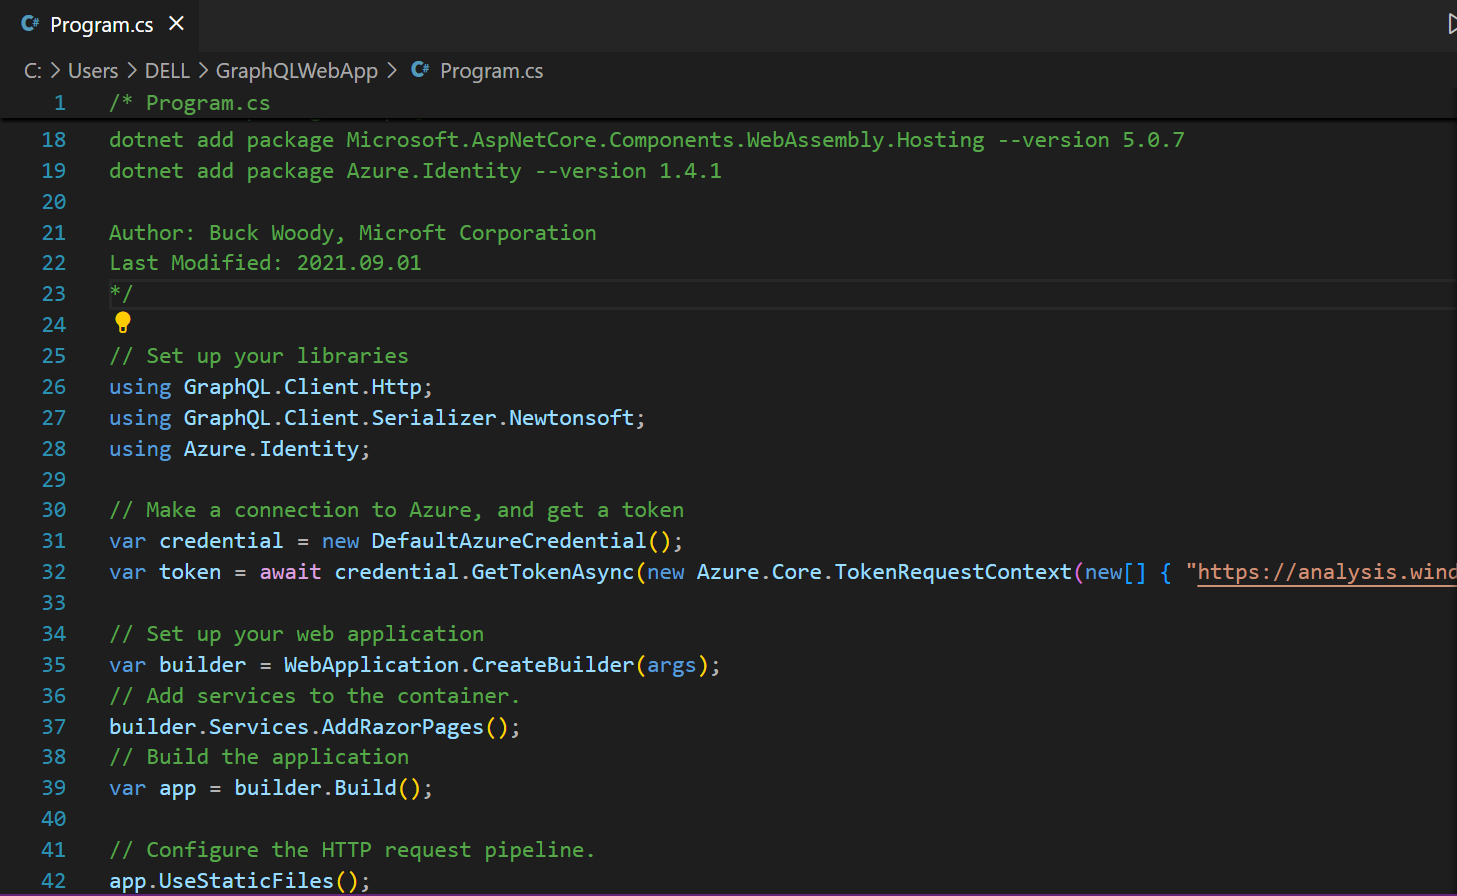 C# Program.cs ×
C: > Users > DELL > GraphQLWebApp > C# Program.cs
1 /* Program.cs
18 dotnet add package Microsoft.AspNetCore.Components.WebAssembly.Hosting --version 5.0.7
19 dotnet add package Azure.Identity --version 1.4.1
20
21 Author: Buck Woody, Microft Corporation
22 Last Modified: 2021.09.01
23 */
24
25 // Set up your libraries
26 using GraphQL.Client.Http;
27 using GraphQL.Client.Serializer.Newtonsoft;
28 using Azure.Identity;
29
30 // Make a connection to Azure, and get a token
31 var credential = new DefaultAzureCredential();
32 var token = await credential.GetTokenAsync(new Azure.Core.TokenRequestContext(new[] { "https://analysis.wind
33
34 // Set up your web application
35 var builder = WebApplication.CreateBuilder(args);
36 // Add services to the container.
37 builder.Services.AddRazorPages();
38 // Build the application
39 var app = builder.Build();
40
41 // Configure the HTTP request pipeline.
42 app.UseStaticFiles();